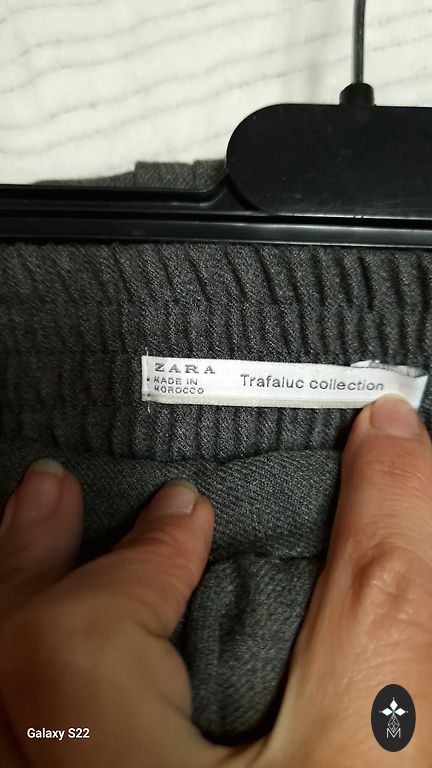 ZARA
MADE IN
MOROCCO
Trafaluc collection
Galaxy S22